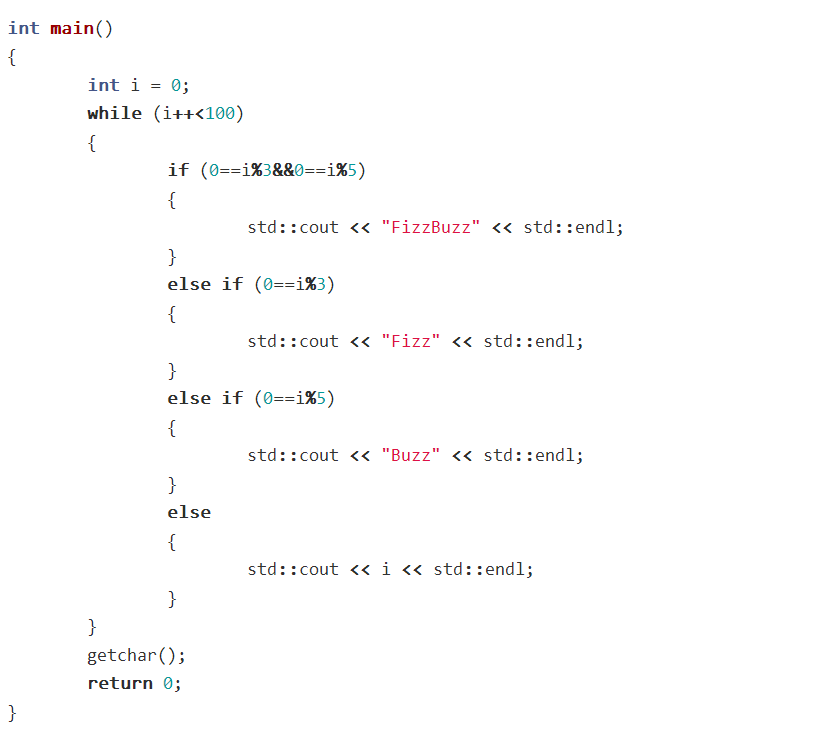 int main()
{
        int i = 0;
        while (i++<100)
        {
                if (0==i%3&&0==i%5)
                {
                        std::cout << "FizzBuzz" << std::endl;
                }
                else if (0==i%3)
                {
                        std::cout << "Fizz" << std::endl;
                }
                else if (0==i%5)
                {
                        std::cout << "Buzz" << std::endl;
                }
                else
                {
                        std::cout << i << std::endl;
                }
        }
        getchar();
        return 0;
}